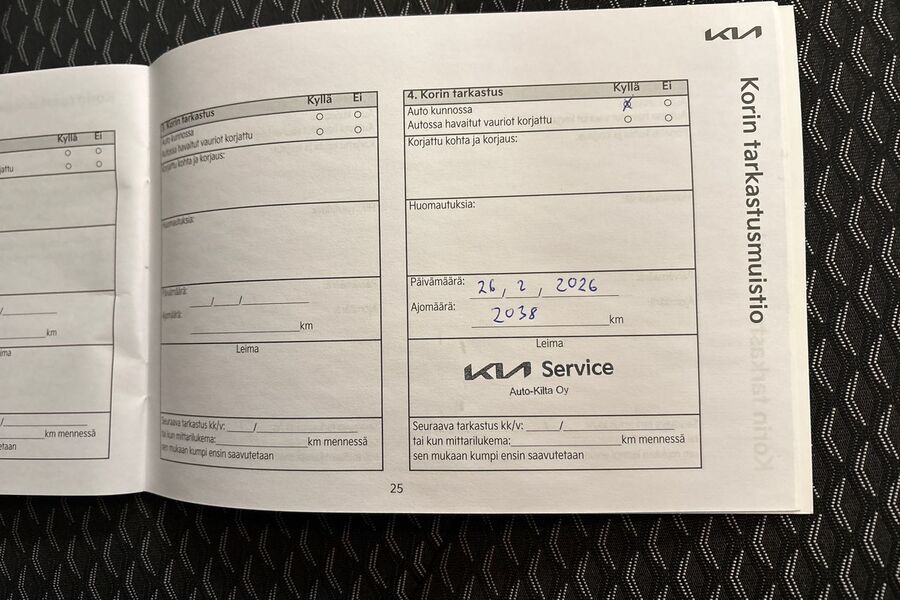 KIA
Korin tarkastusmuistio
Kyllä Ei
Kyllä Ei
Korin tarkastus
Auto kunnossa
Autossa havaitut vauriot korjattu
Korjattu kohta ja korjaus:
Huomautuksia:
Päivämäärä:
/ /
Ajomäärä:
km
Leima
Seuraava tarkastus kk/v: /
tai kun mittarilukema: km mennessä
sen mukaan kumpi ensin saavutetaan
4. Korin tarkastus Kyllä Ei
Auto kunnossa
Autossa havaitut vauriot korjattu
Korjattu kohta ja korjaus:
Huomautuksia:
Päivämäärä: 26, 2, 2026
Ajomäärä: 2038 km
Leima
KIA Service
Auto-Kilta Oy
Seuraava tarkastus kk/v: /
tai kun mittarilukema: km mennessä
sen mukaan kumpi ensin saavutetaan
km
km mennessä
25